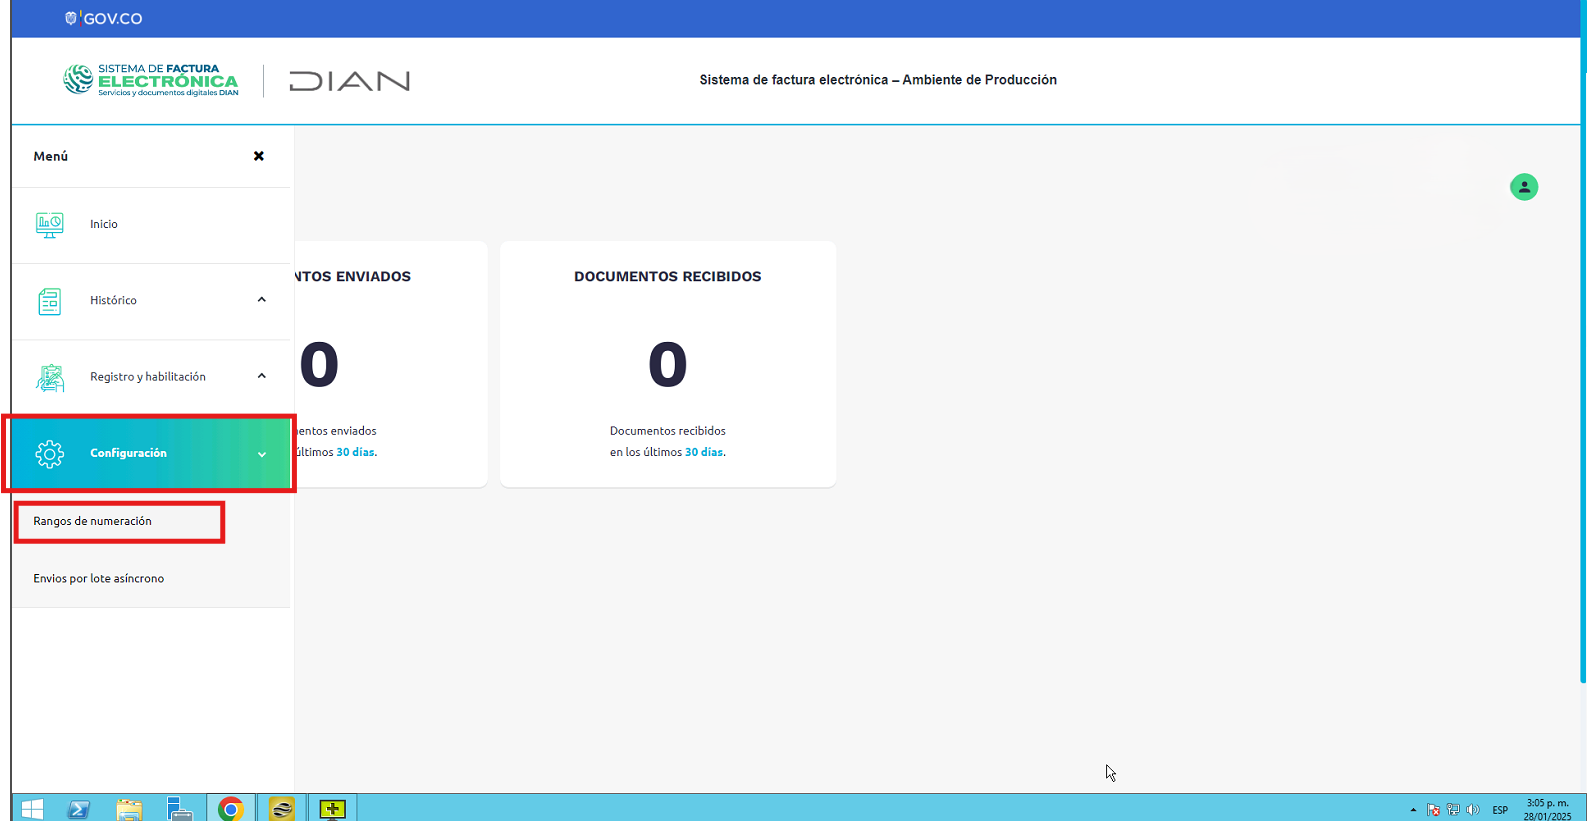 GOV.CO
SISTEMA DE FACTURA
ELECTRÓNICA
Servicios y documentos digitales DIAN
DIAN
Sistema de factura electrónica – Ambiente de Producción
Menú
Inicio
Histórico
Registro y habilitación
Configuración
Rangos de numeración
Envios por lote asíncrono
NTOS ENVIADOS
0
entos enviados
últimos 30 días.
DOCUMENTOS RECIBIDOS
0
Documentos recibidos
en los últimos 30 días.
ESP
3:05 p. m.
28/01/2025